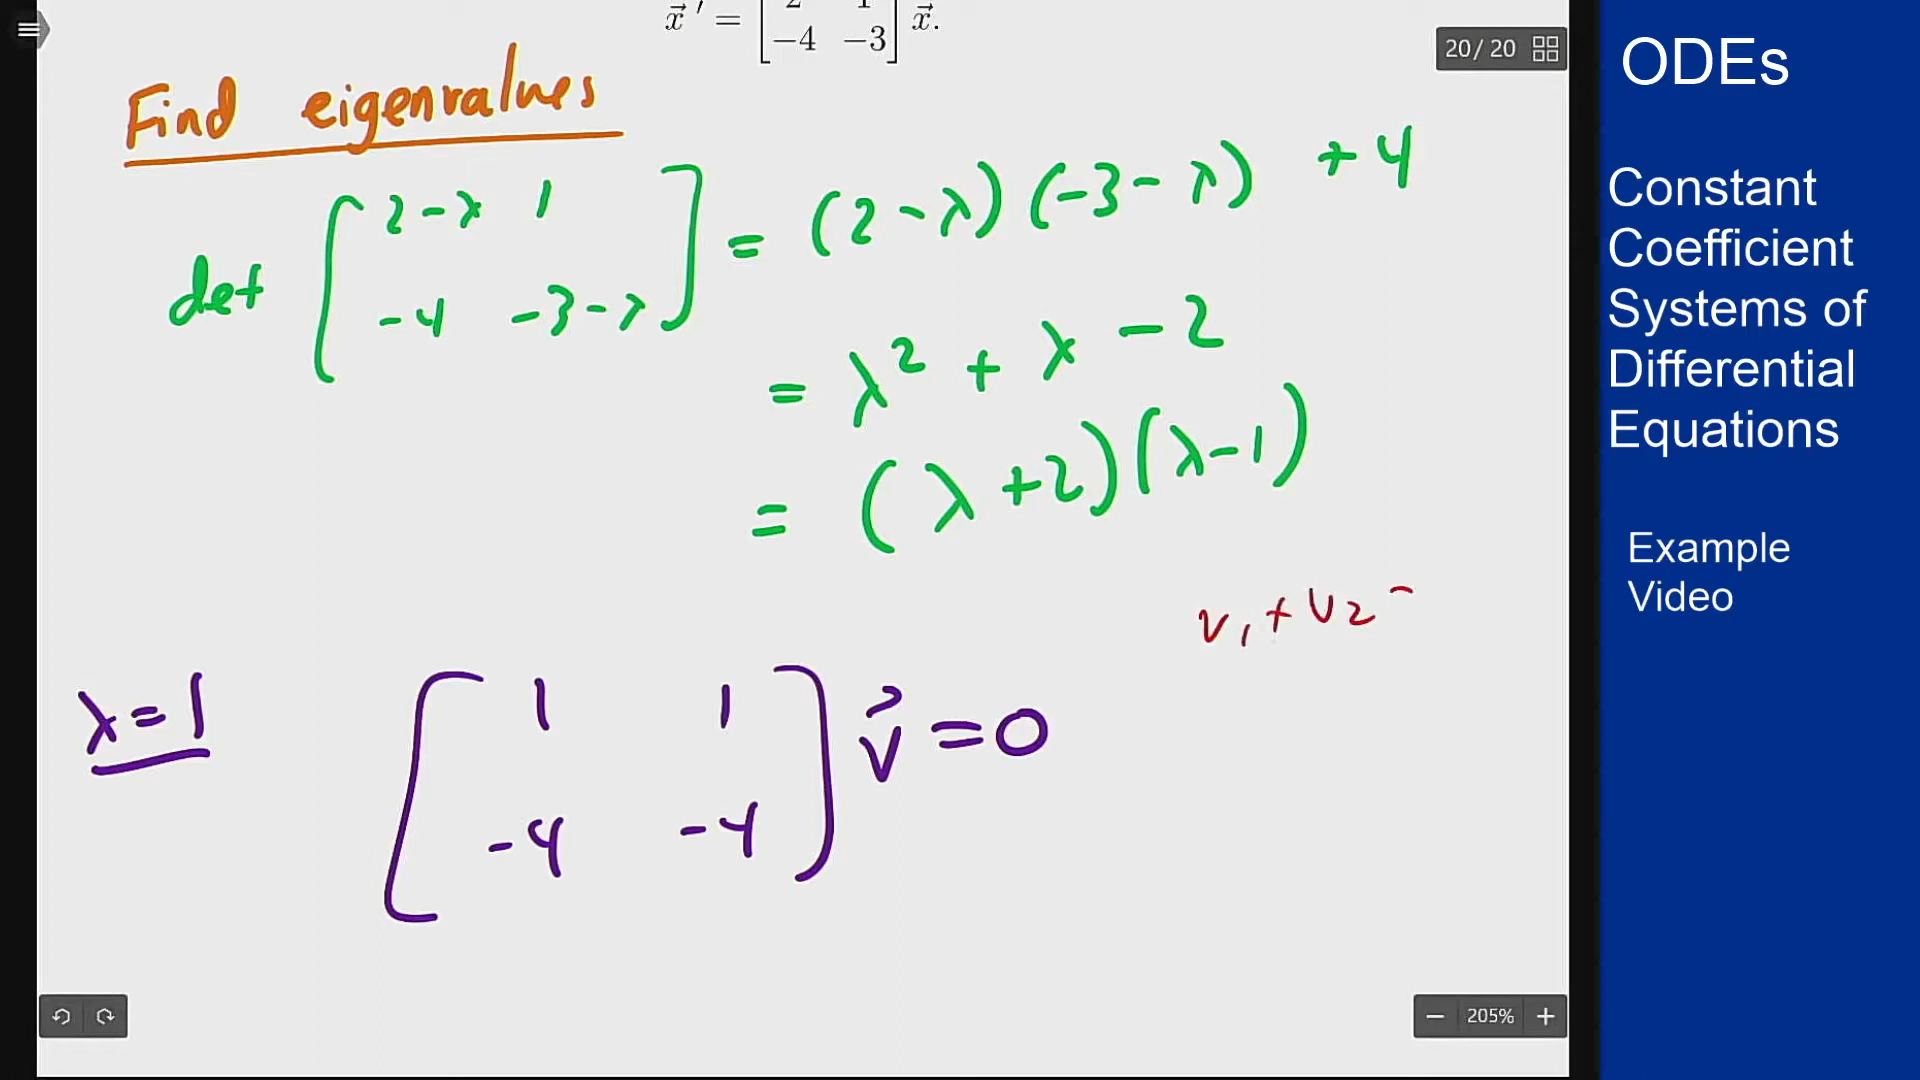 x⃗ ′ = [2 1
-4 -3] x⃗.
20 / 20
Find eigenvalues
det [2-λ 1
-4 -3-λ] = (2-λ)(-3-λ) + 4
= λ² + λ - 2
= (λ+2)(λ-1)
v₁ + v₂ -
λ=1
[1 1
-4 -4] v⃗ = 0
205%
ODEs
Constant
Coefficient
Systems of
Differential
Equations
Example
Video